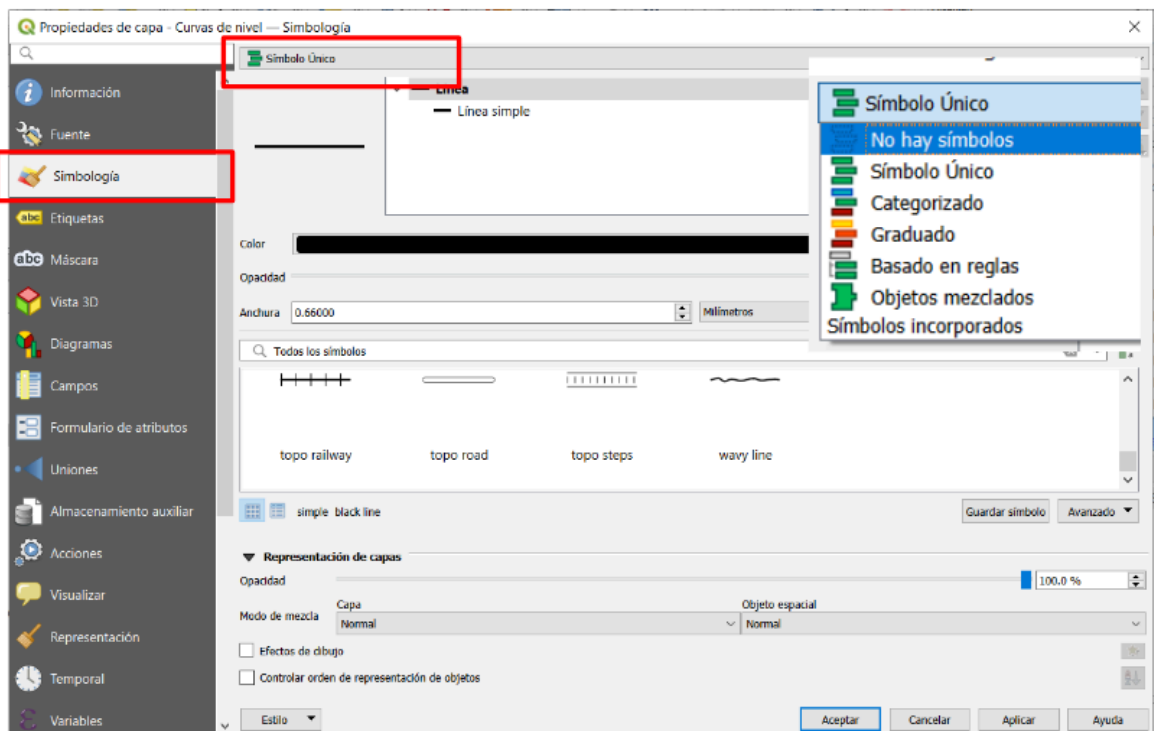 Propiedades de capa - Curvas de nivel — Simbología
Símbolo Único
Información
Fuente
Simbología
Etiquetas
Máscara
Vista 3D
Diagramas
Campos
Formulario de atributos
Uniones
Almacenamiento auxiliar
Acciones
Visualizar
Representación
Temporal
Variables
Línea
Línea simple
Símbolo Único
No hay símbolos
Símbolo Único
Categorizado
Graduado
Basado en reglas
Objetos mezclados
Símbolos incorporados
Color
Opacidad
Anchura 0.66000 Milímetros
Todos los símbolos
topo railway topo road topo steps wavy line
simple black line Guardar símbolo Avanzado
Representación de capas
Opacidad 100.0 %
Capa Objeto espacial
Modo de mezcla Normal Normal
Efectos de dibujo
Controlar orden de representación de objetos
Estilo Aceptar Cancelar Aplicar Ayuda